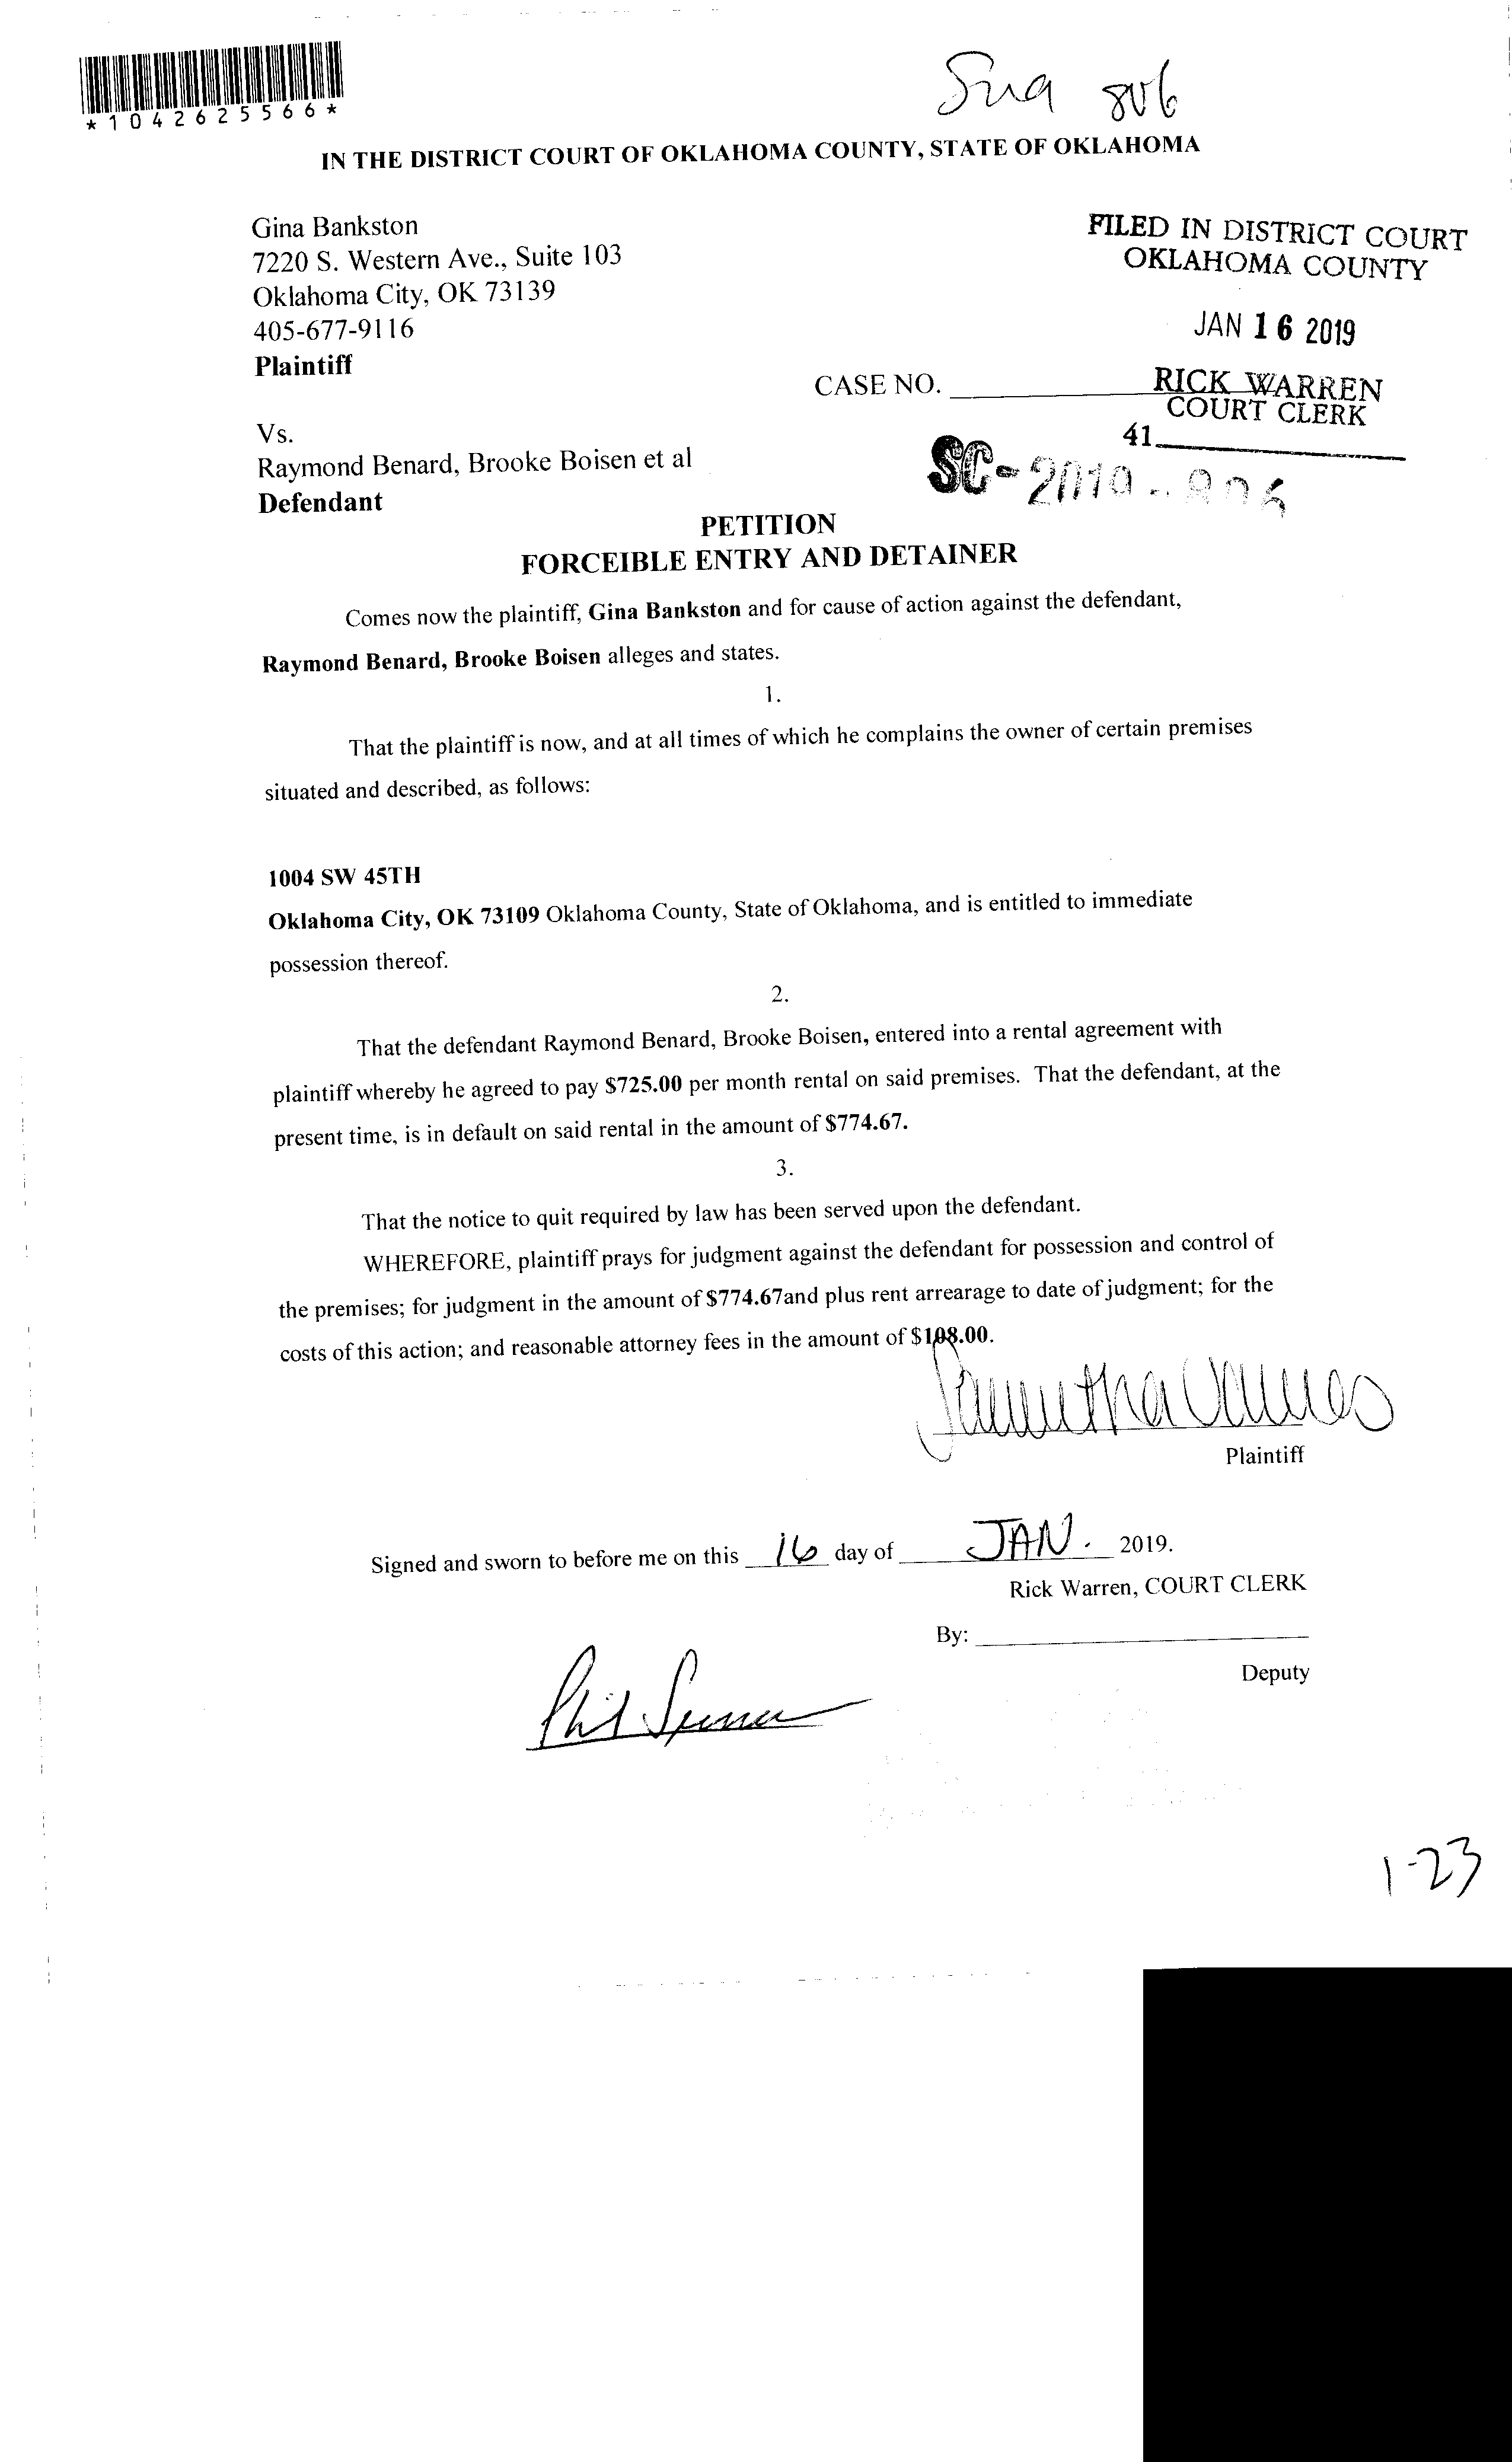 *1042625566*
806
IN THE DISTRICT COURT OF OKLAHOMA COUNTY, STATE OF OKLAHOMA
Gina Bankston
7220 S. Western Ave., Suite 103
Oklahoma City, OK 73139
405-677-9116
Plaintiff
FILED IN DISTRICT COURT
OKLAHOMA COUNTY
JAN 16 2019
RICK WARREN
COURT CLERK
41
CASE NO.
SC-2019-806
Vs.
Raymond Benard, Brooke Boisen et al
Defendant
PETITION
FORCEIBLE ENTRY AND DETAINER
Comes now the plaintiff, Gina Bankston and for cause of action against the defendant,
Raymond Benard, Brooke Boisen alleges and states.
1.
That the plaintiff is now, and at all times of which he complains the owner of certain premises
situated and described, as follows:
1004 SW 45TH
Oklahoma City, OK 73109 Oklahoma County, State of Oklahoma, and is entitled to immediate
possession thereof.
2.
That the defendant Raymond Benard, Brooke Boisen, entered into a rental agreement with
plaintiff whereby he agreed to pay $725.00 per month rental on said premises. That the defendant, at the
present time, is in default on said rental in the amount of $774.67.
3.
That the notice to quit required by law has been served upon the defendant.
WHEREFORE, plaintiff prays for judgment against the defendant for possession and control of
the premises; for judgment in the amount of $774.67and plus rent arrearage to date of judgment; for the
costs of this action; and reasonable attorney fees in the amount of $108.00.
Samantha
Plaintiff
Signed and sworn to before me on this 16 day of JAN. 2019.
Rick Warren, COURT CLERK
By:
Deputy
Phil
1-23